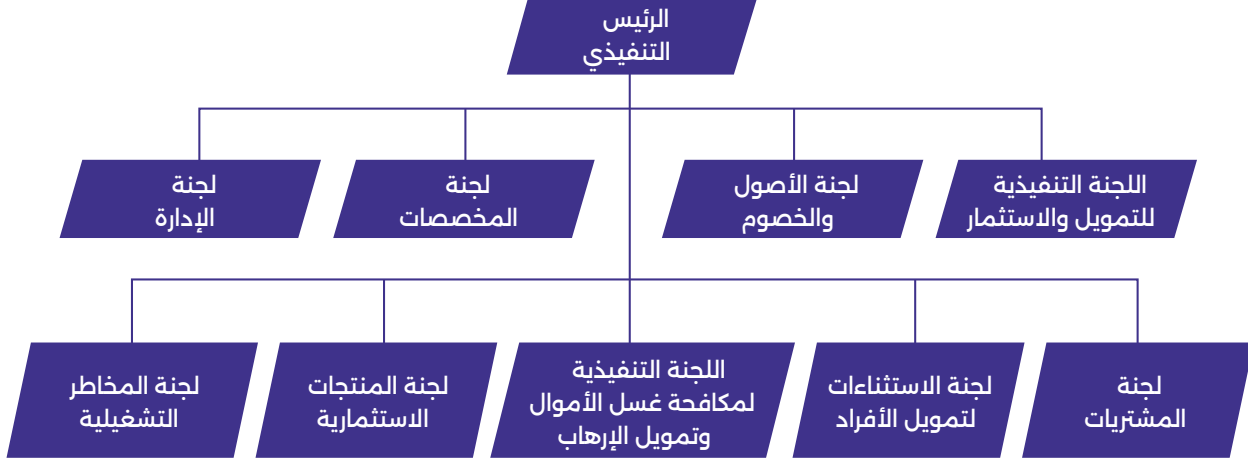 الرئيس
التنفيذي
اللجنة التنفيذية
للتمويل والاستثمار
لجنة الأصول
والخصوم
لجنة
المخصصات
لجنة
الإدارة
لجنة
المشتريات
لجنة الاستثناءات
لتمويل الأفراد
اللجنة التنفيذية
لمكافحة غسل الأموال
وتمويل الإرهاب
لجنة المنتجات
الاستثمارية
لجنة المخاطر
التشغيلية